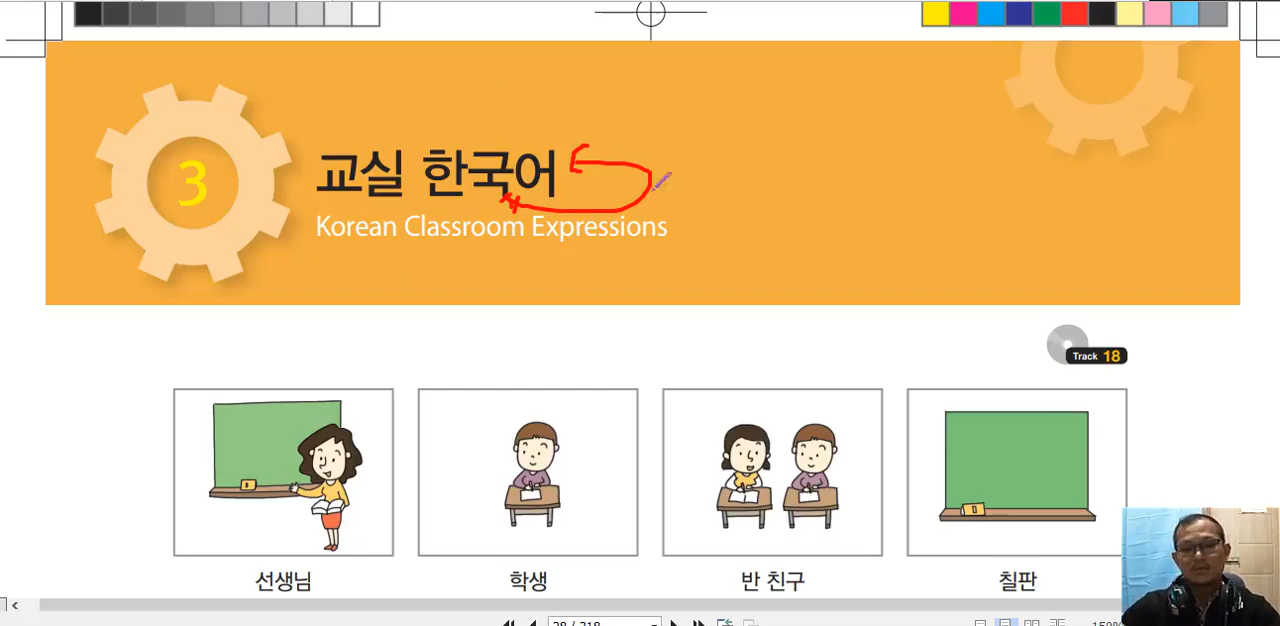 3
교실 한국어
Korean Classroom Expressions
Track 18
선생님
학생
반 친구
칠판